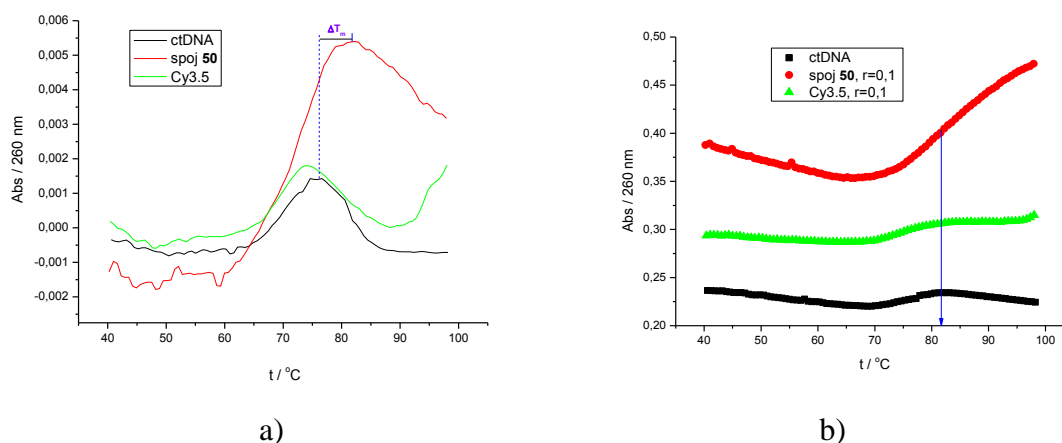 0,006
0,005
0,004
0,003
0,002
0,001
0,000
-0,001
-0,002
Abs / 260 nm
ctDNA
spoj 50
Cy3.5
ΔTm
40 50 60 70 80 90 100
t / °C
a)
0,50
0,45
0,40
0,35
0,30
0,25
0,20
Abs / 260 nm
ctDNA
spoj 50, r=0,1
Cy3.5, r=0,1
40 50 60 70 80 90 100
t / °C
b)